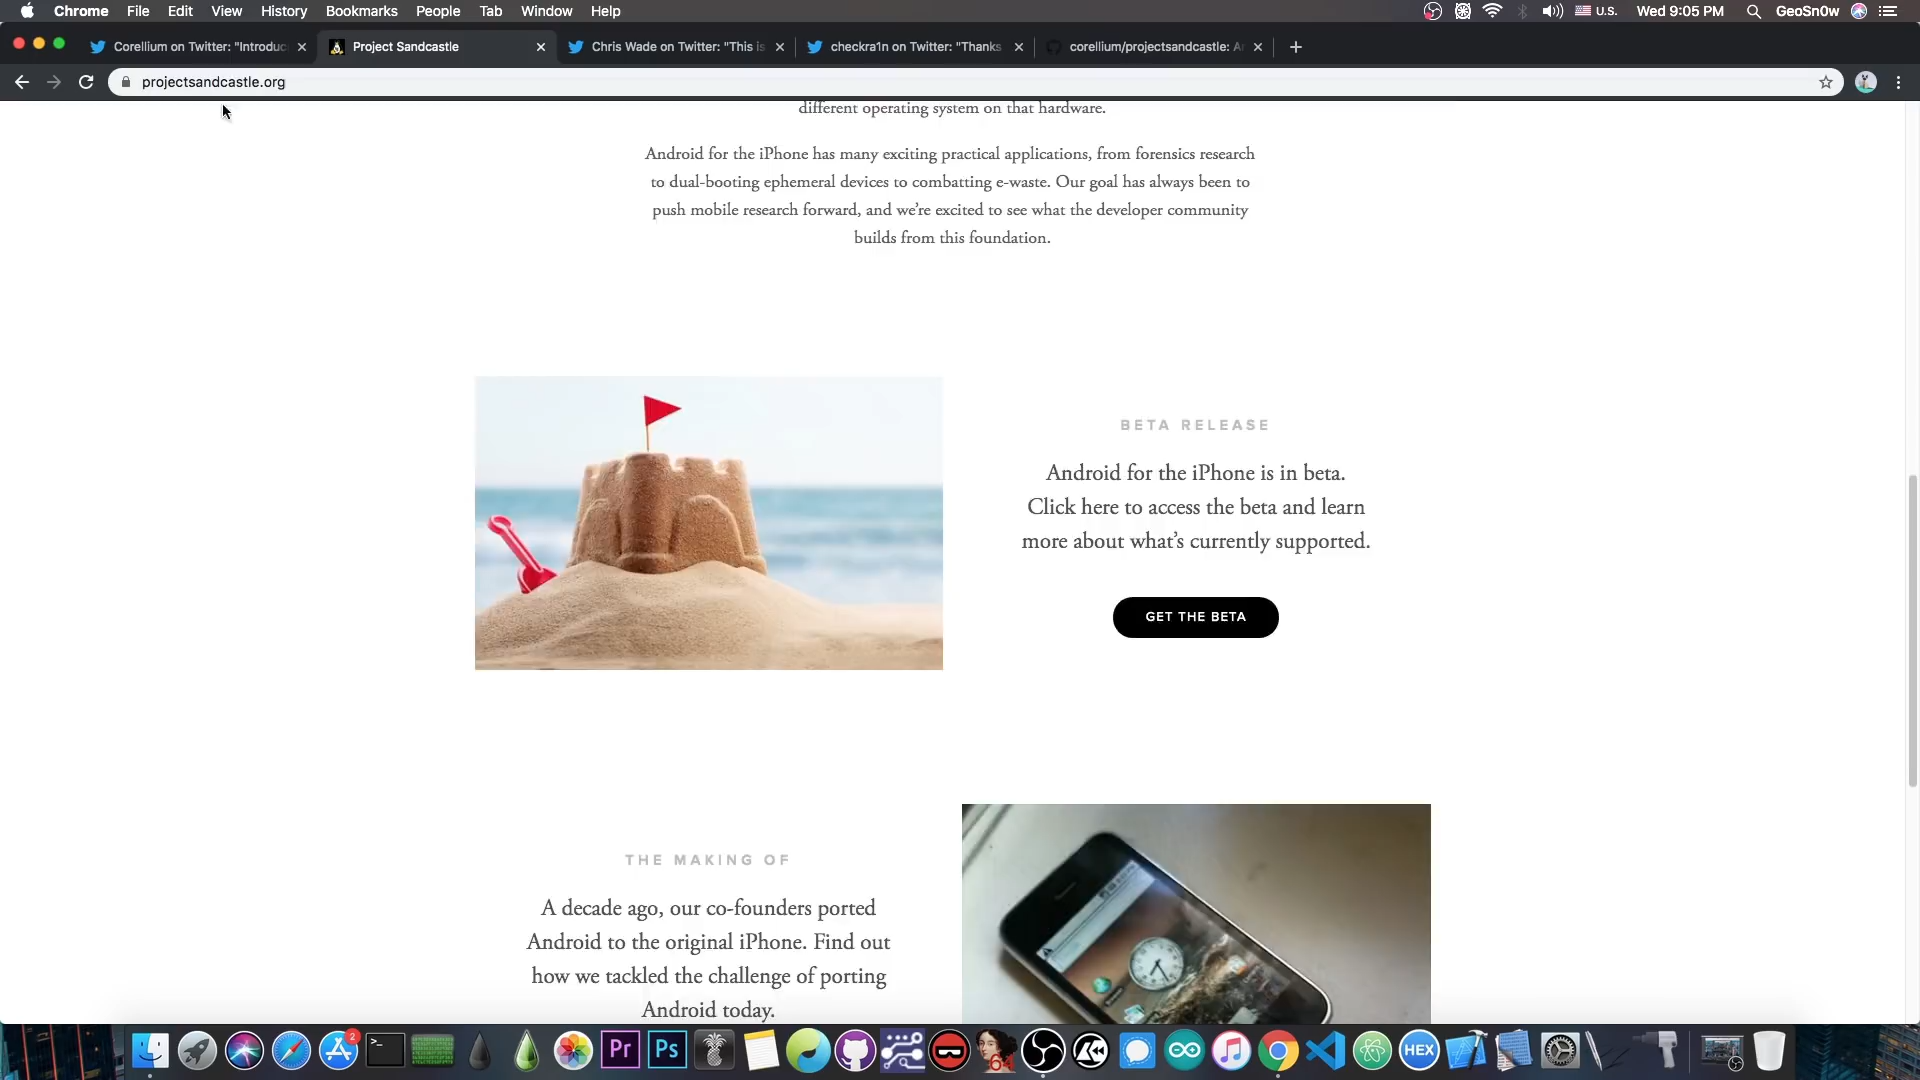 Chrome File Edit View History Bookmarks People Tab Window Help U.S. Wed 9:05 PM GeoSn0w
Corellium on Twitter: "Introduc Project Sandcastle Chris Wade on Twitter: "This is checkra1n on Twitter: "Thanks corellium/projectsandcastle: A
projectsandcastle.org
different operating system on that hardware.
Android for the iPhone has many exciting practical applications, from forensics research
to dual-booting ephemeral devices to combatting e-waste. Our goal has always been to
push mobile research forward, and we're excited to see what the developer community
builds from this foundation.
BETA RELEASE
Android for the iPhone is in beta.
Click here to access the beta and learn
more about what's currently supported.
GET THE BETA
THE MAKING OF
A decade ago, our co-founders ported
Android to the original iPhone. Find out
how we tackled the challenge of porting
Android today.
2 >_ Pr Ps 64 HEX